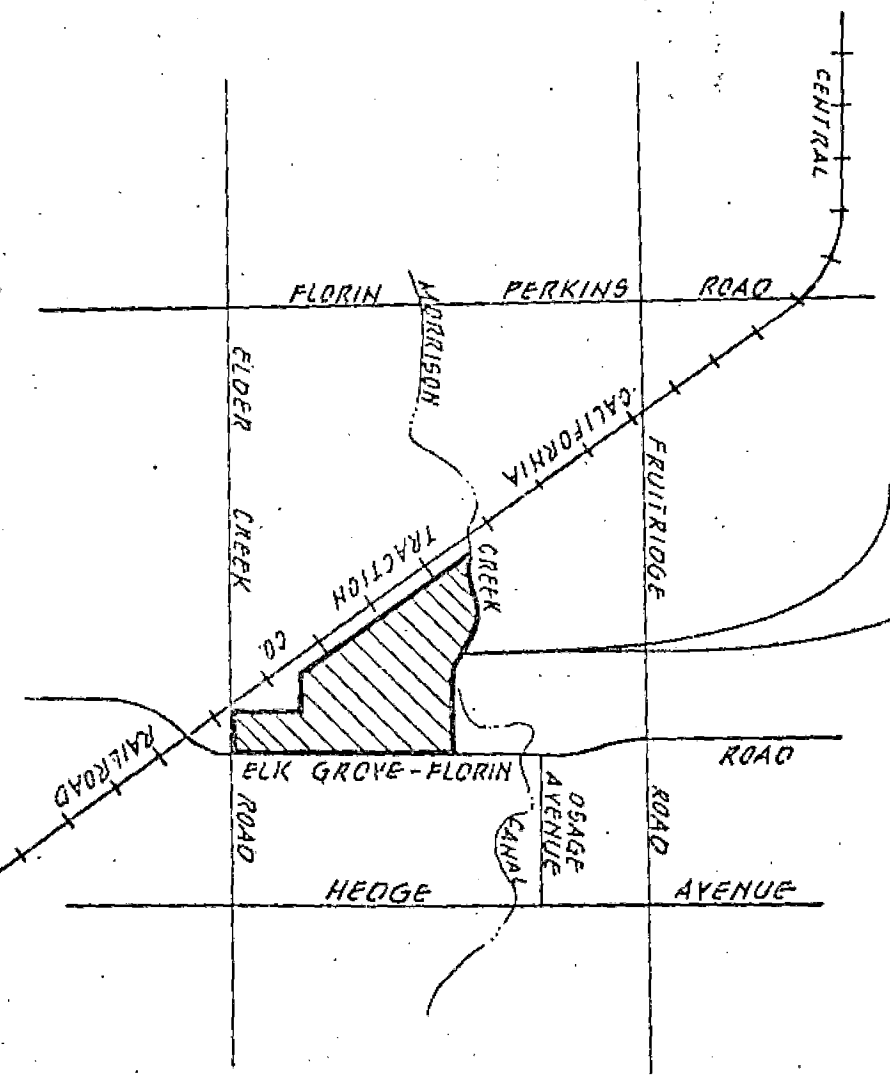 CENTRAL
CALIFORNIA
TRACTION
CO.
RAILROAD
FLORIN PERKINS ROAD
MORRISON
CREEK
ELDER CREEK ROAD
FRUITRIDGE ROAD
ELK GROVE-FLORIN ROAD
OSAGE
AVENUE
CANAL
HEDGE AVENUE